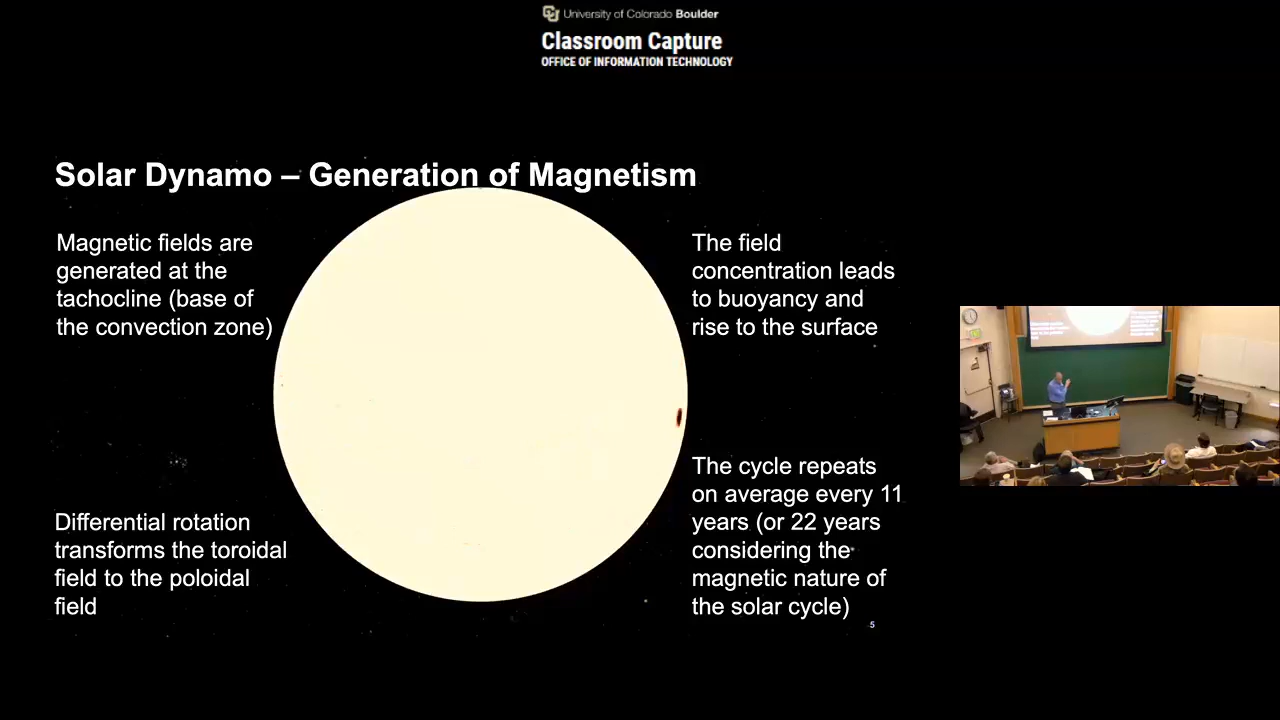 University of Colorado Boulder
Classroom Capture
OFFICE OF INFORMATION TECHNOLOGY
Solar Dynamo – Generation of Magnetism
Magnetic fields are
generated at the
tachocline (base of
the convection zone)
The field
concentration leads
to buoyancy and
rise to the surface
Differential rotation
transforms the toroidal
field to the poloidal
field
The cycle repeats
on average every 11
years (or 22 years
considering the
magnetic nature of
the solar cycle)
5